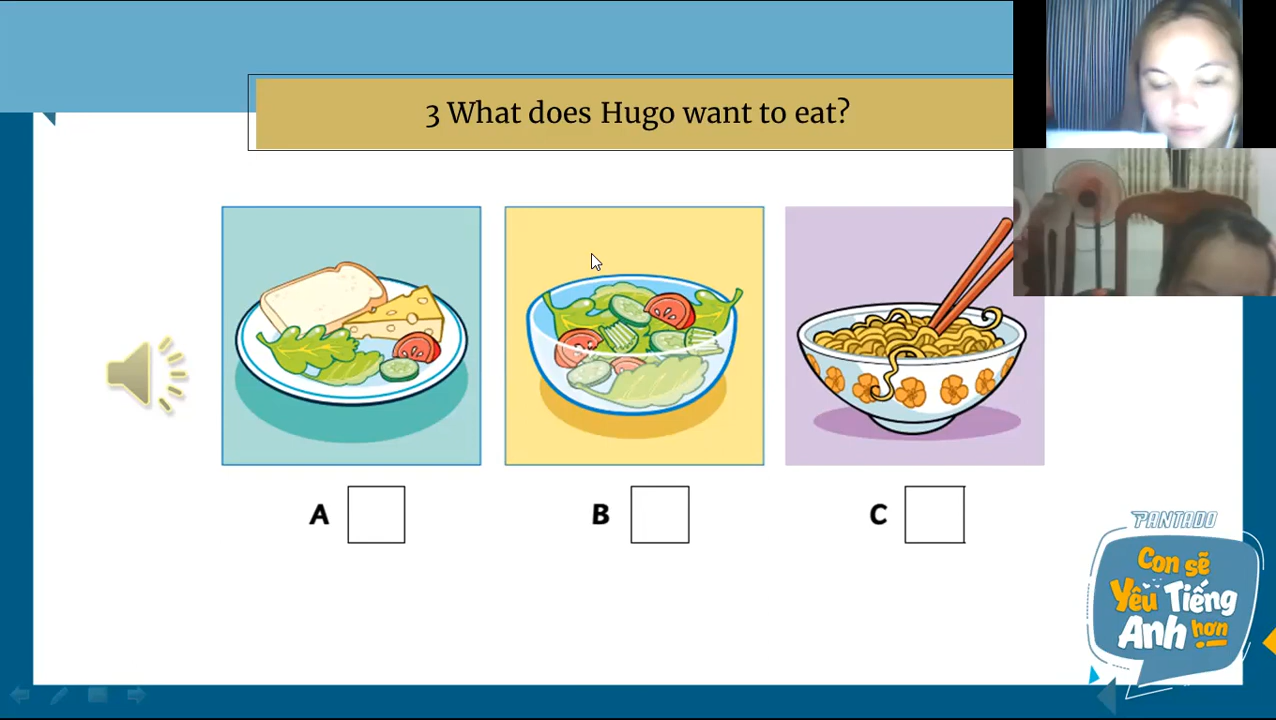 3 What does Hugo want to eat?
A
B
C
PANTADO
Con sẽ
Yêu Tiếng
Anh hơn